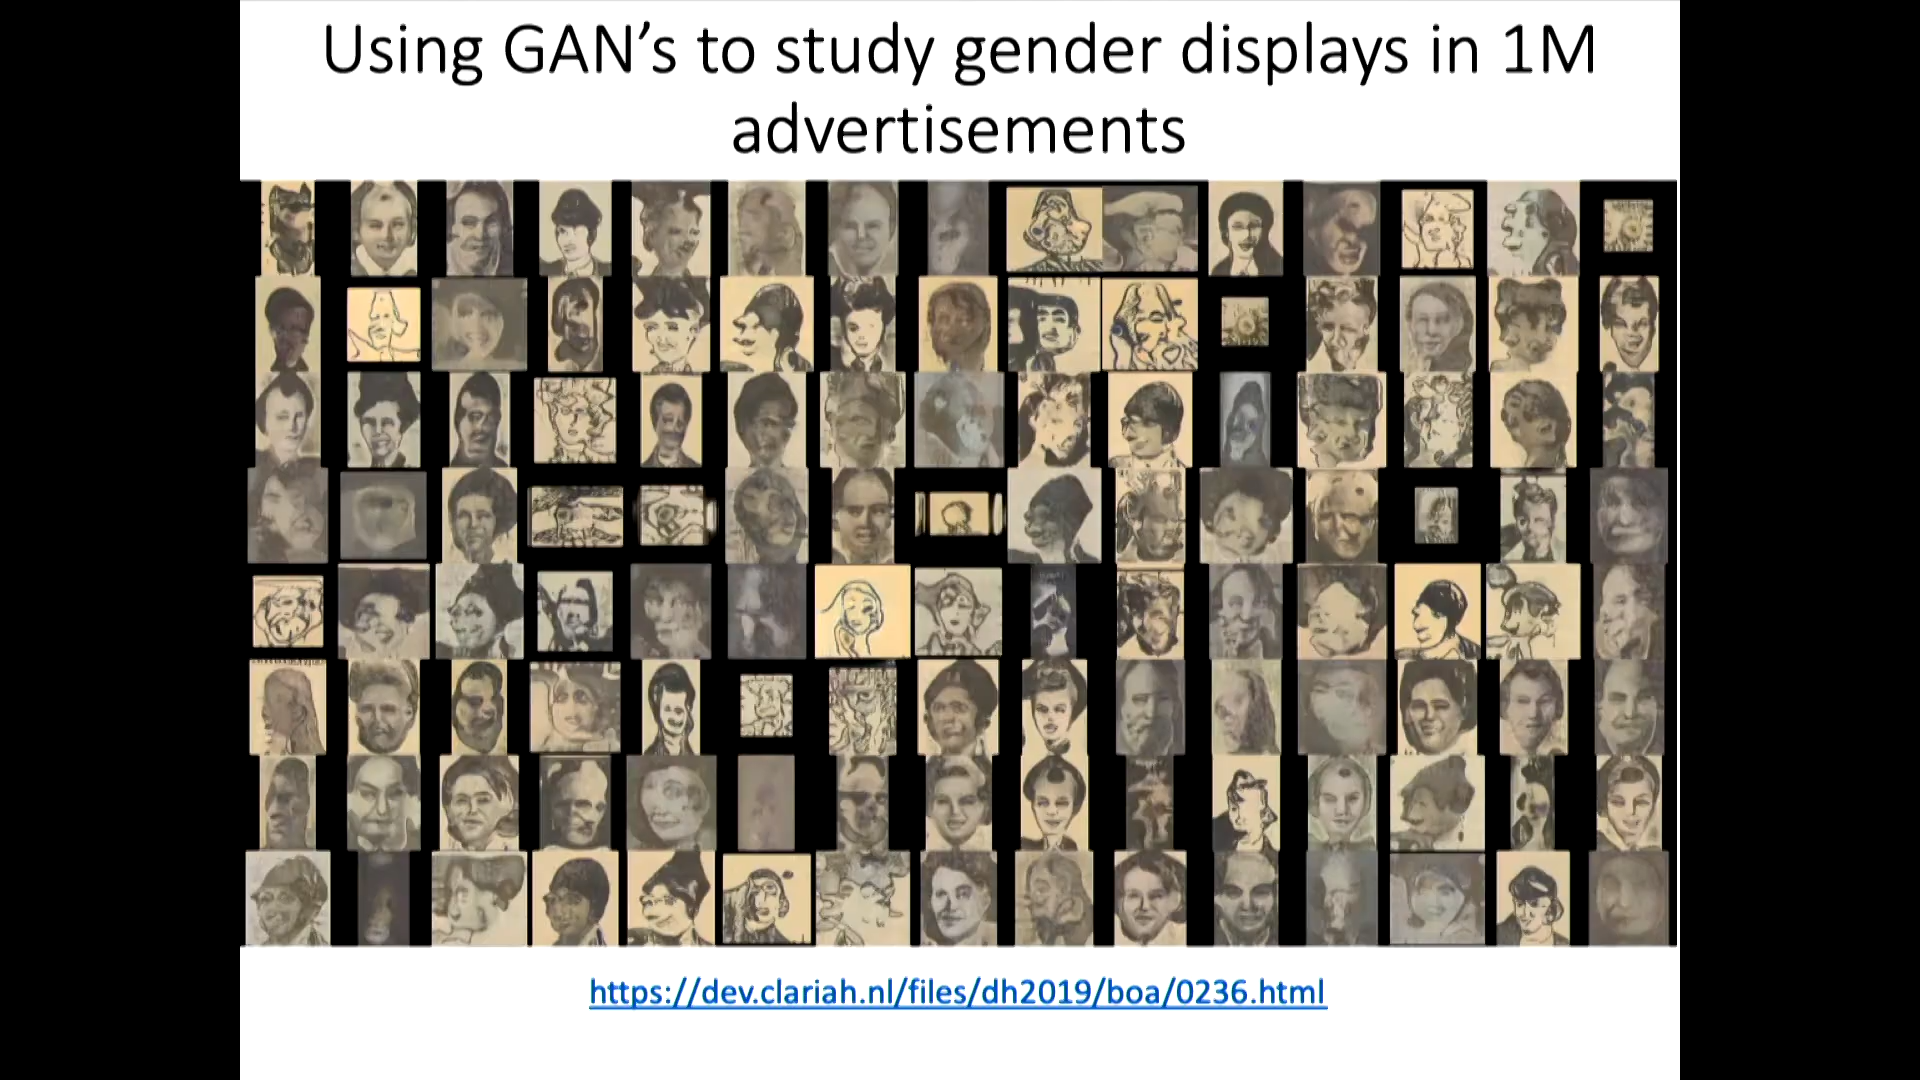 Using GAN’s to study gender displays in 1M
advertisements
https://dev.clariah.nl/files/dh2019/boa/0236.html